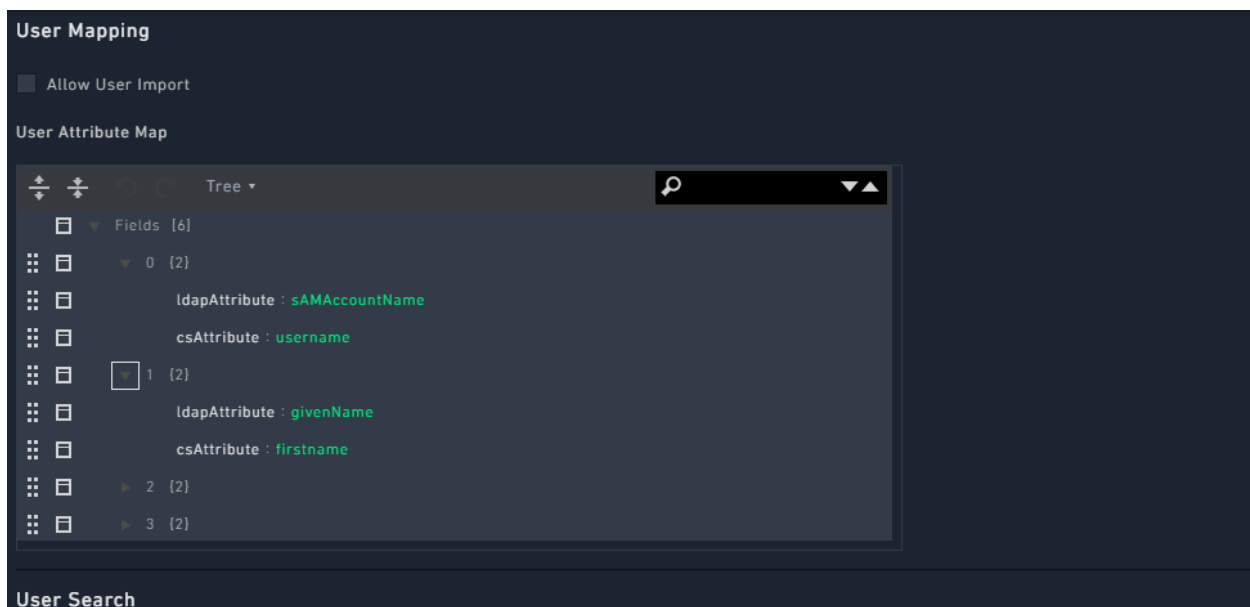 User Mapping
Allow User Import
User Attribute Map
Tree
Fields [6]
0 {2}
ldapAttribute : sAMAccountName
csAttribute : username
1 {2}
ldapAttribute : givenName
csAttribute : firstname
2 {2}
3 {2}
User Search